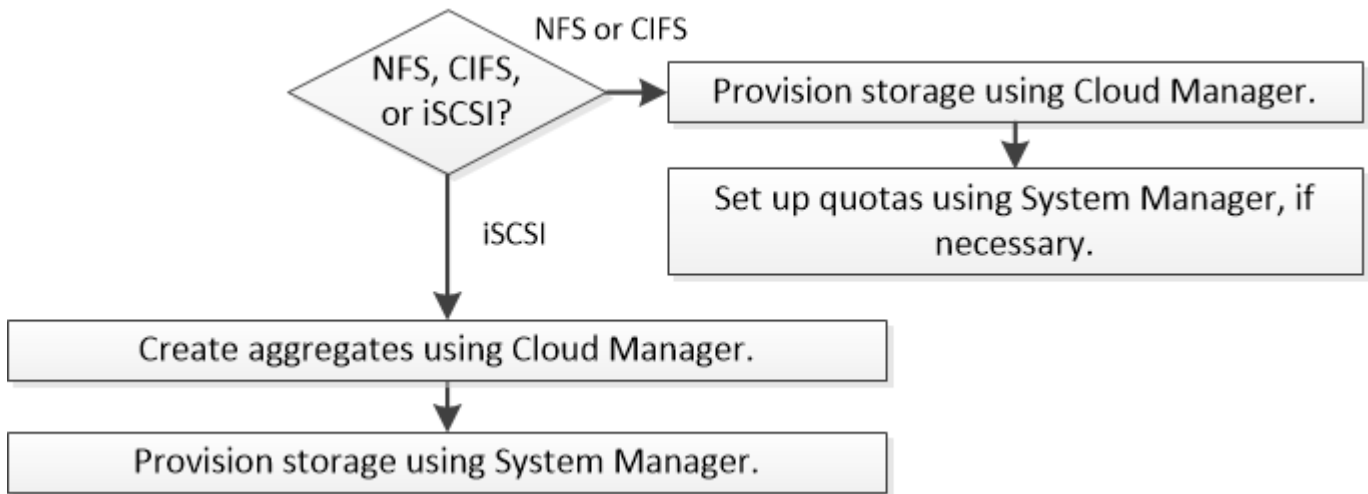 NFS or CIFS
NFS, CIFS,
or iSCSI?
Provision storage using Cloud Manager.
Set up quotas using System Manager, if
necessary.
iSCSI
Create aggregates using Cloud Manager.
Provision storage using System Manager.